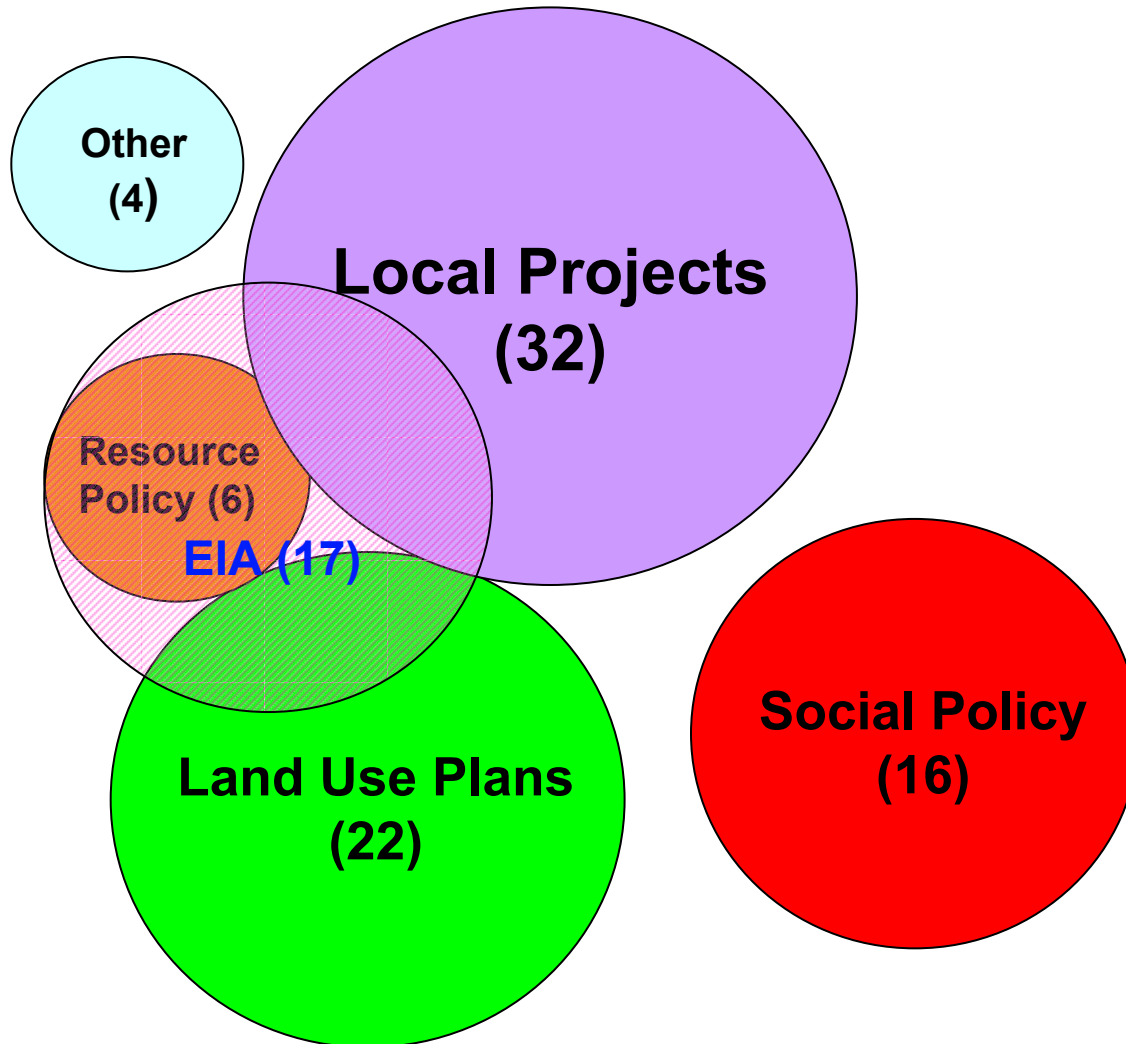 Other
(4)
Local Projects
(32)
Resource
Policy (6)
EIA (17)
Social Policy
(16)
Land Use Plans
(22)